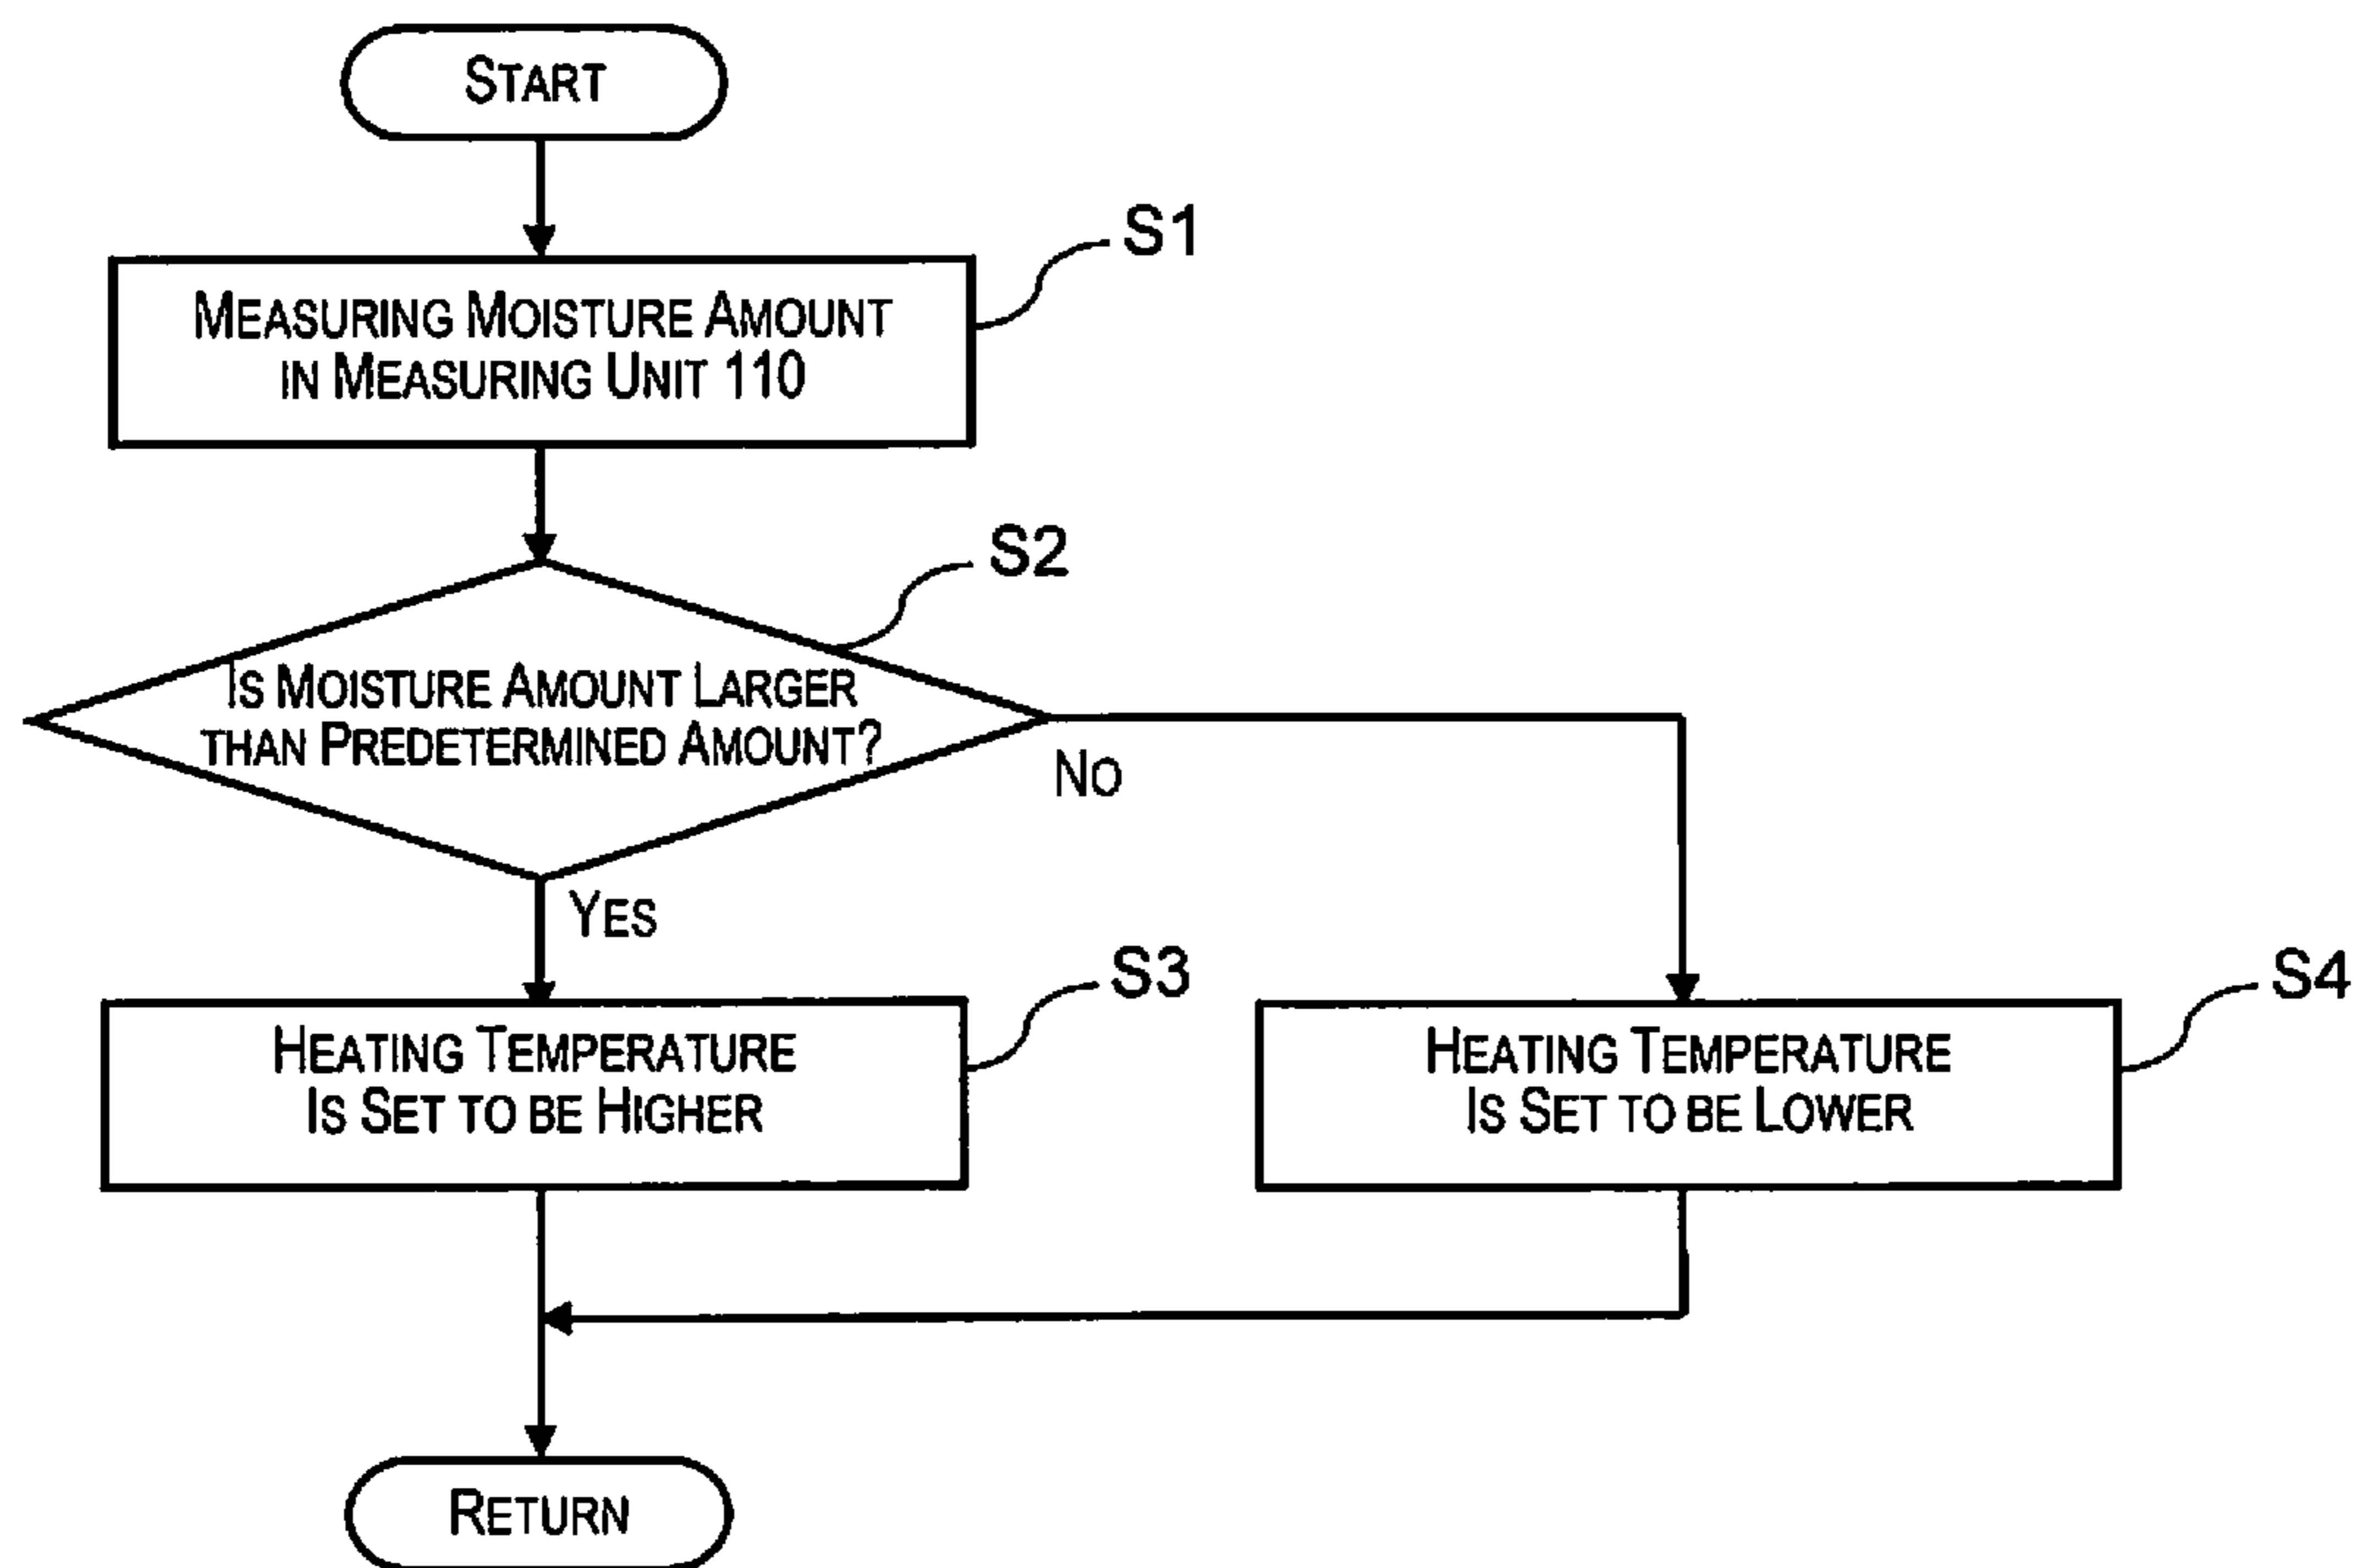 START
S1
MEASURING MOISTURE AMOUNT
IN MEASURING UNIT 110
S2
IS MOISTURE AMOUNT LARGER
THAN PREDETERMINED AMOUNT?
NO
YES
S3
S4
HEATING TEMPERATURE
IS SET TO BE HIGHER
HEATING TEMPERATURE
IS SET TO BE LOWER
RETURN